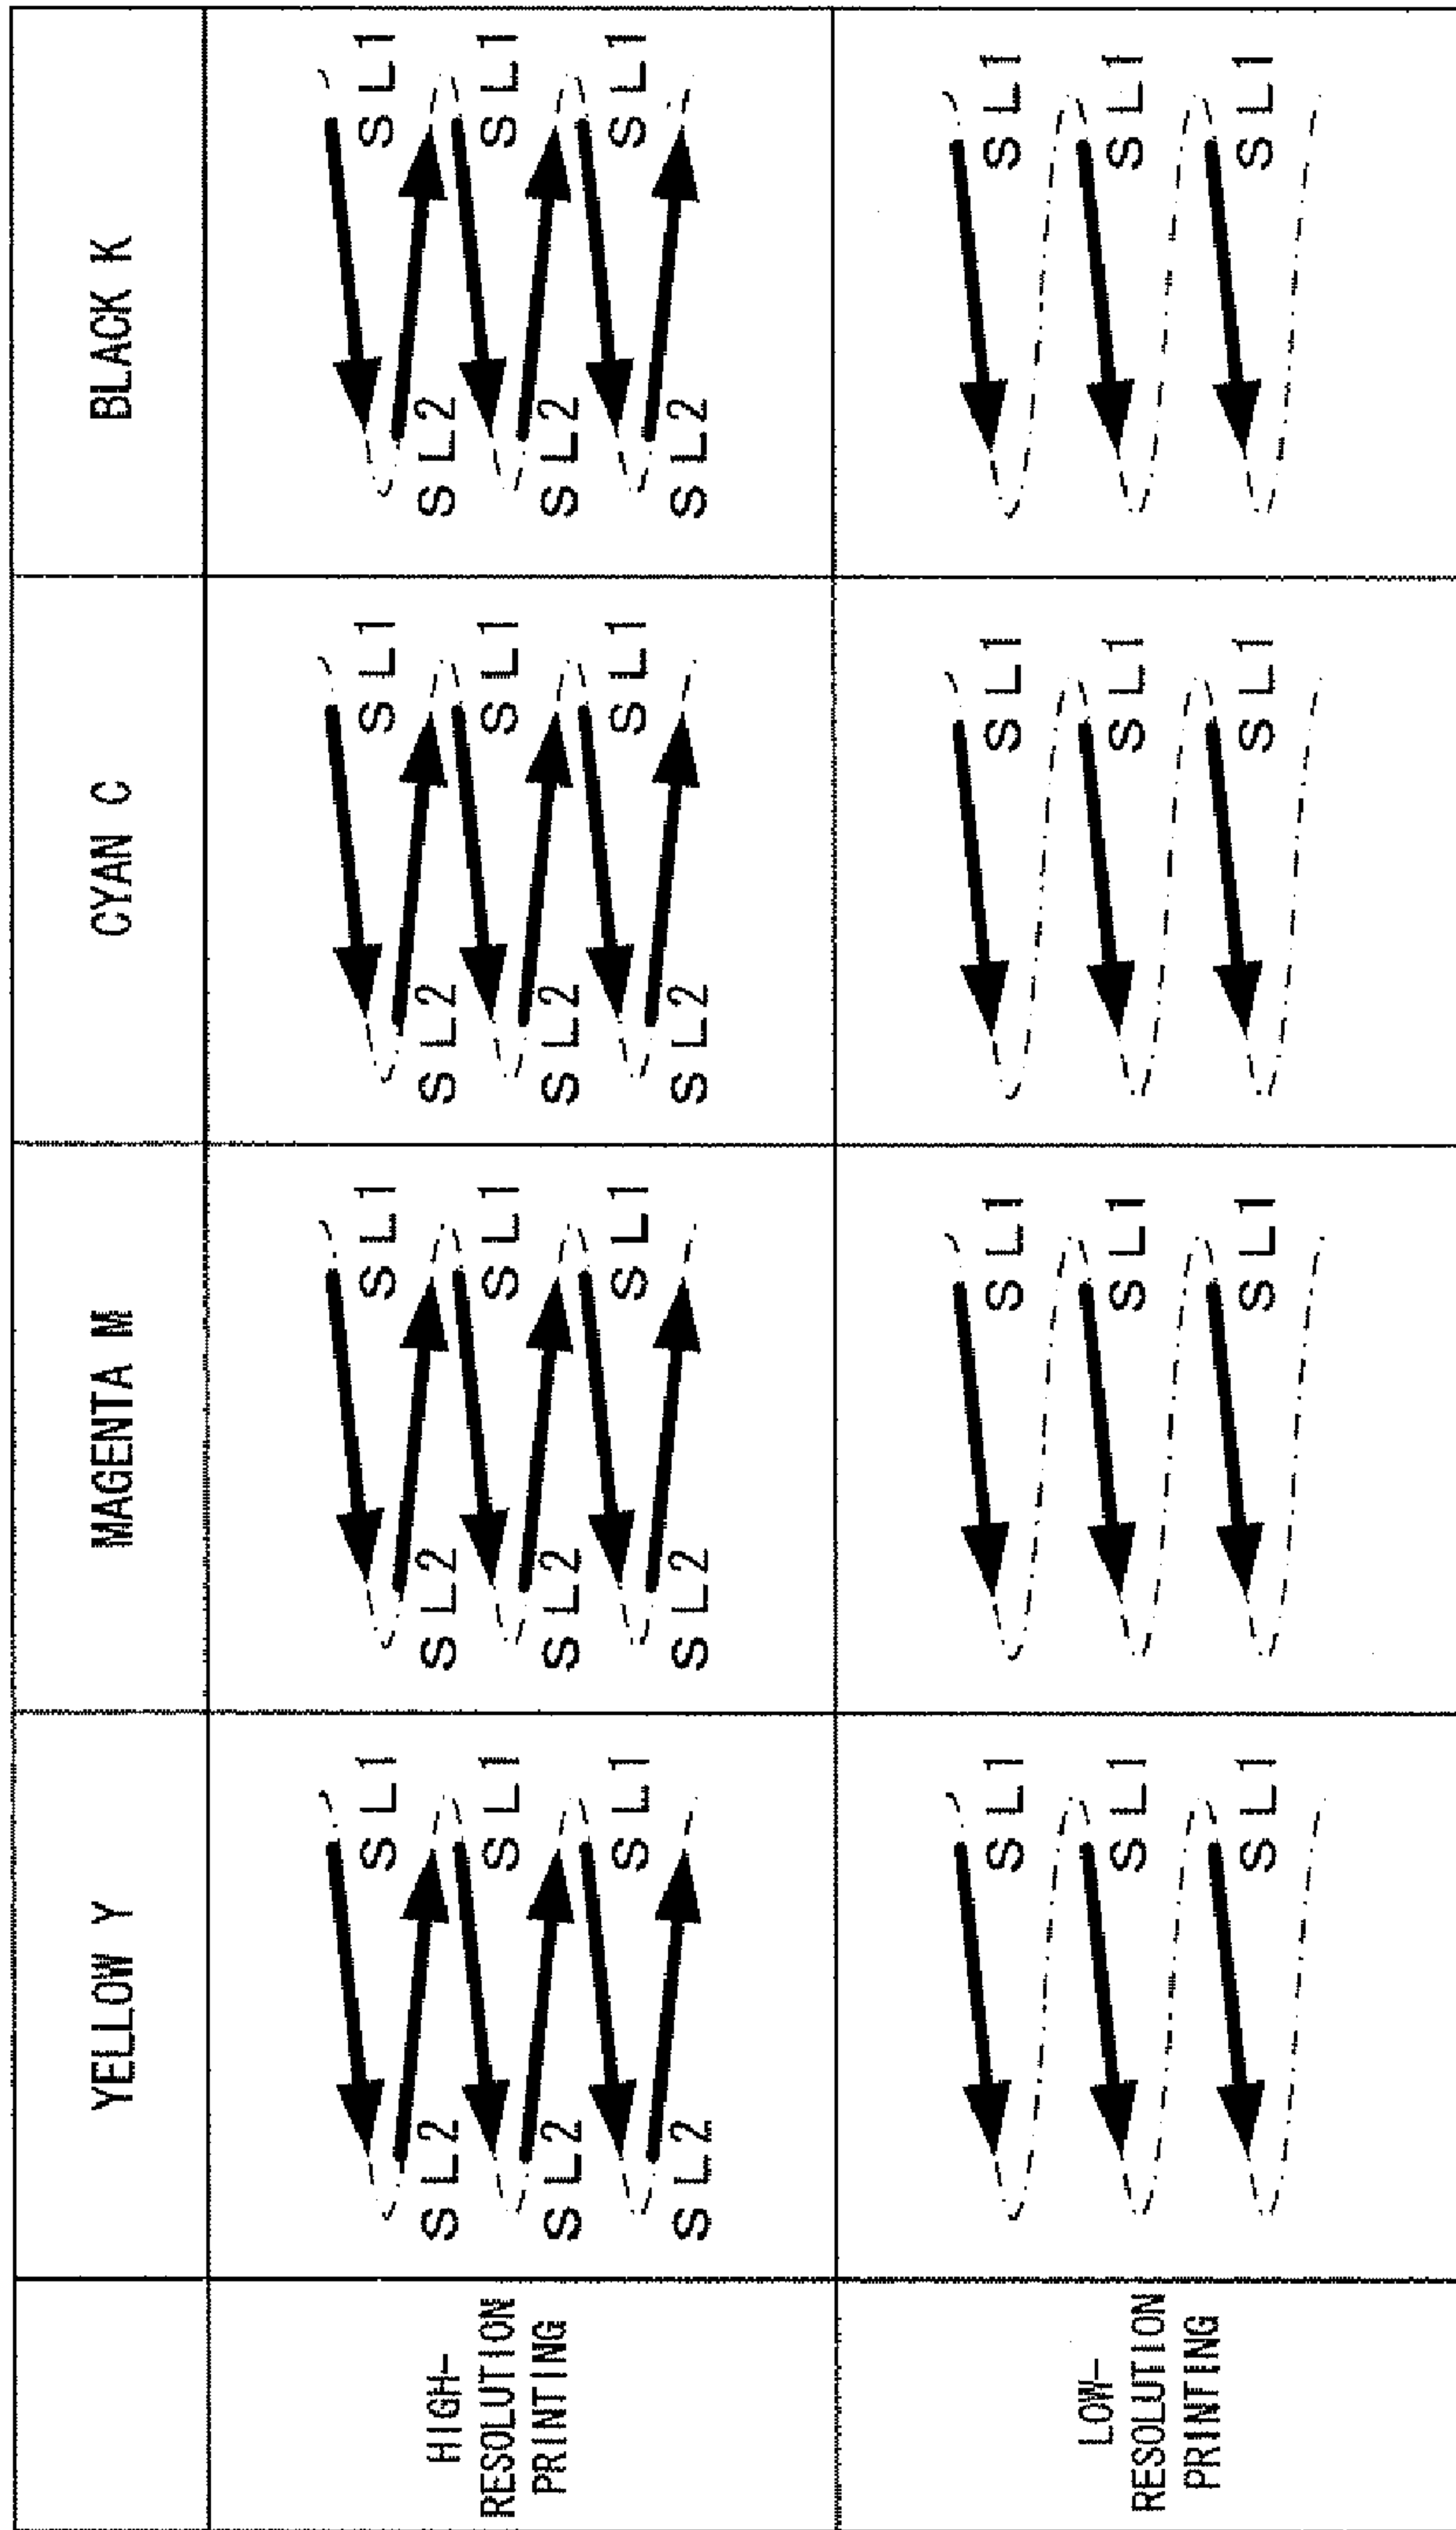 YELLOW Y
MAGENTA M
CYAN C
BLACK K
HIGH-
RESOLUTION
PRINTING
SL1
SL2
SL1
SL2
SL1
SL2
SL1
SL2
SL1
SL2
SL1
SL2
SL1
SL2
SL1
SL2
SL1
SL2
SL1
SL2
SL1
SL2
SL1
SL2
LOW-
RESOLUTION
PRINTING
SL1
SL1
SL1
SL1
SL1
SL1
SL1
SL1
SL1
SL1
SL1
SL1